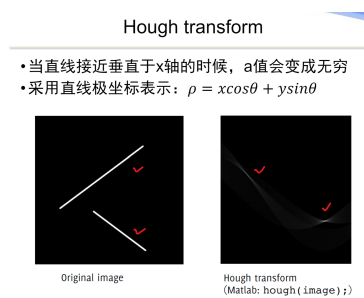 Hough transform
•当直线接近垂直于x轴的时候，a值会变成无穷
•采用直线极坐标表示：ρ = xcosθ + ysinθ
Original image
Hough transform
(Matlab: hough(image);)